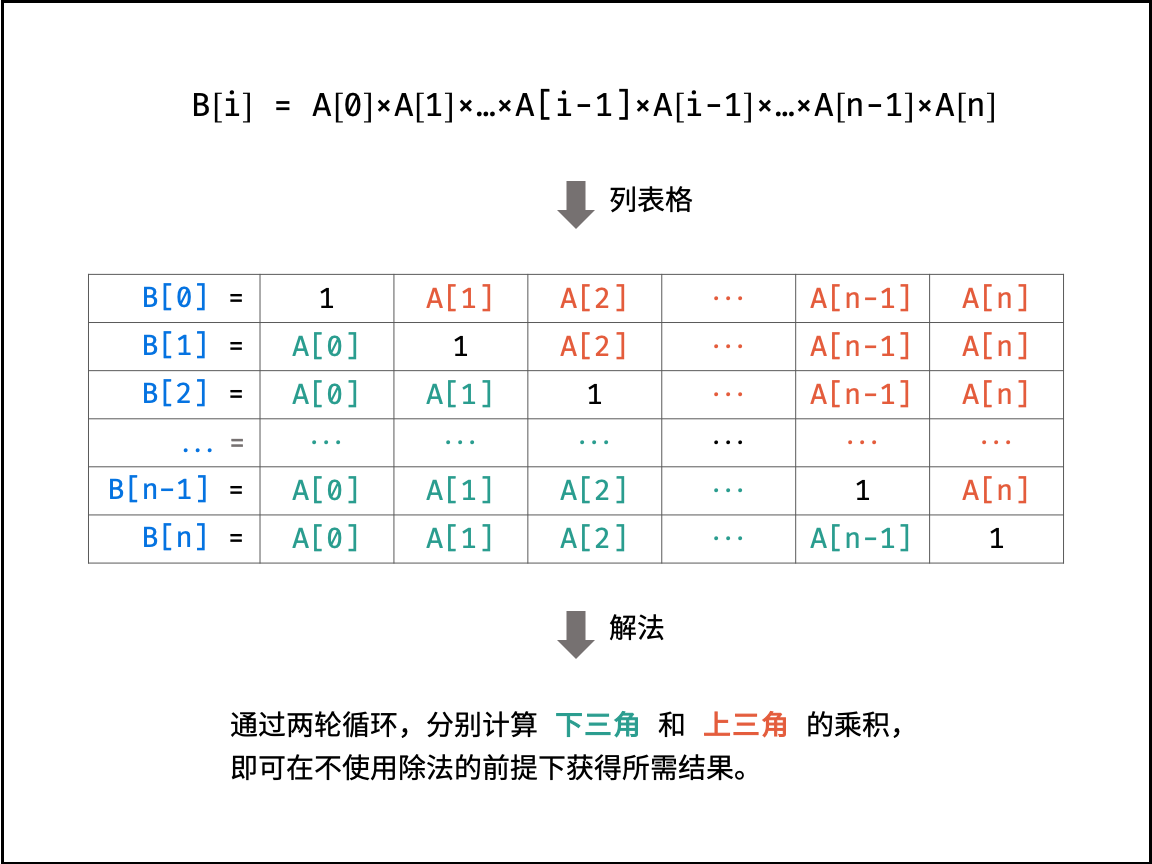 B[i] = A[0]×A[1]×…×A[i-1]×A[i-1]×…×A[n-1]×A[n]
列表格
B[0] = 1 A[1] A[2] ··· A[n-1] A[n]
B[1] = A[0] 1 A[2] ··· A[n-1] A[n]
B[2] = A[0] A[1] 1 ··· A[n-1] A[n]
... = ··· ··· ··· ··· ··· ···
B[n-1] = A[0] A[1] A[2] ··· 1 A[n]
B[n] = A[0] A[1] A[2] ··· A[n-1] 1
解法
通过两轮循环，分别计算 下三角 和 上三角 的乘积，
即可在不使用除法的前提下获得所需结果。